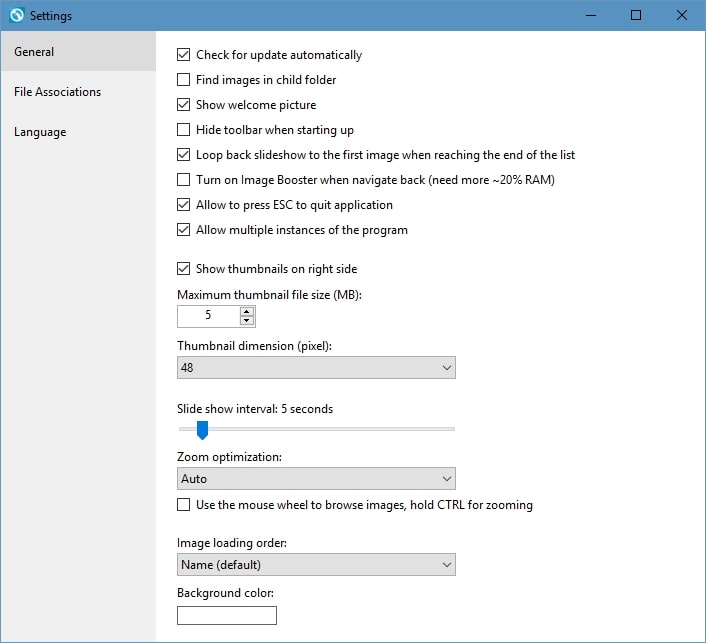 Settings
General
File Associations
Language
Check for update automatically
Find images in child folder
Show welcome picture
Hide toolbar when starting up
Loop back slideshow to the first image when reaching the end of the list
Turn on Image Booster when navigate back (need more ~20% RAM)
Allow to press ESC to quit application
Allow multiple instances of the program
Show thumbnails on right side
Maximum thumbnail file size (MB):
5
Thumbnail dimension (pixel):
48
Slide show interval: 5 seconds
Zoom optimization:
Auto
Use the mouse wheel to browse images, hold CTRL for zooming
Image loading order:
Name (default)
Background color: